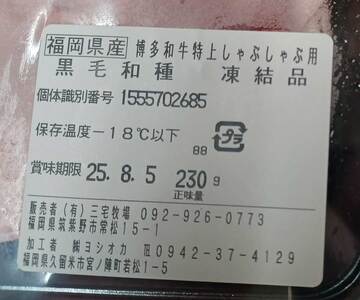 福岡県産 博多和牛特上しゃぶしゃぶ用
黒毛和種 凍結品
個体識別番号 1555702685
保存温度－18℃以下 88 プラ
賞味期限 25.8.5 230g
正味量
販売者(有)三宅牧場 092-926-0773
福岡県筑紫野市常松15-1
加工者 ㈱ヨシオカ ☎0942-37-4129
福岡県久留米市宮ノ陣町若松1-5